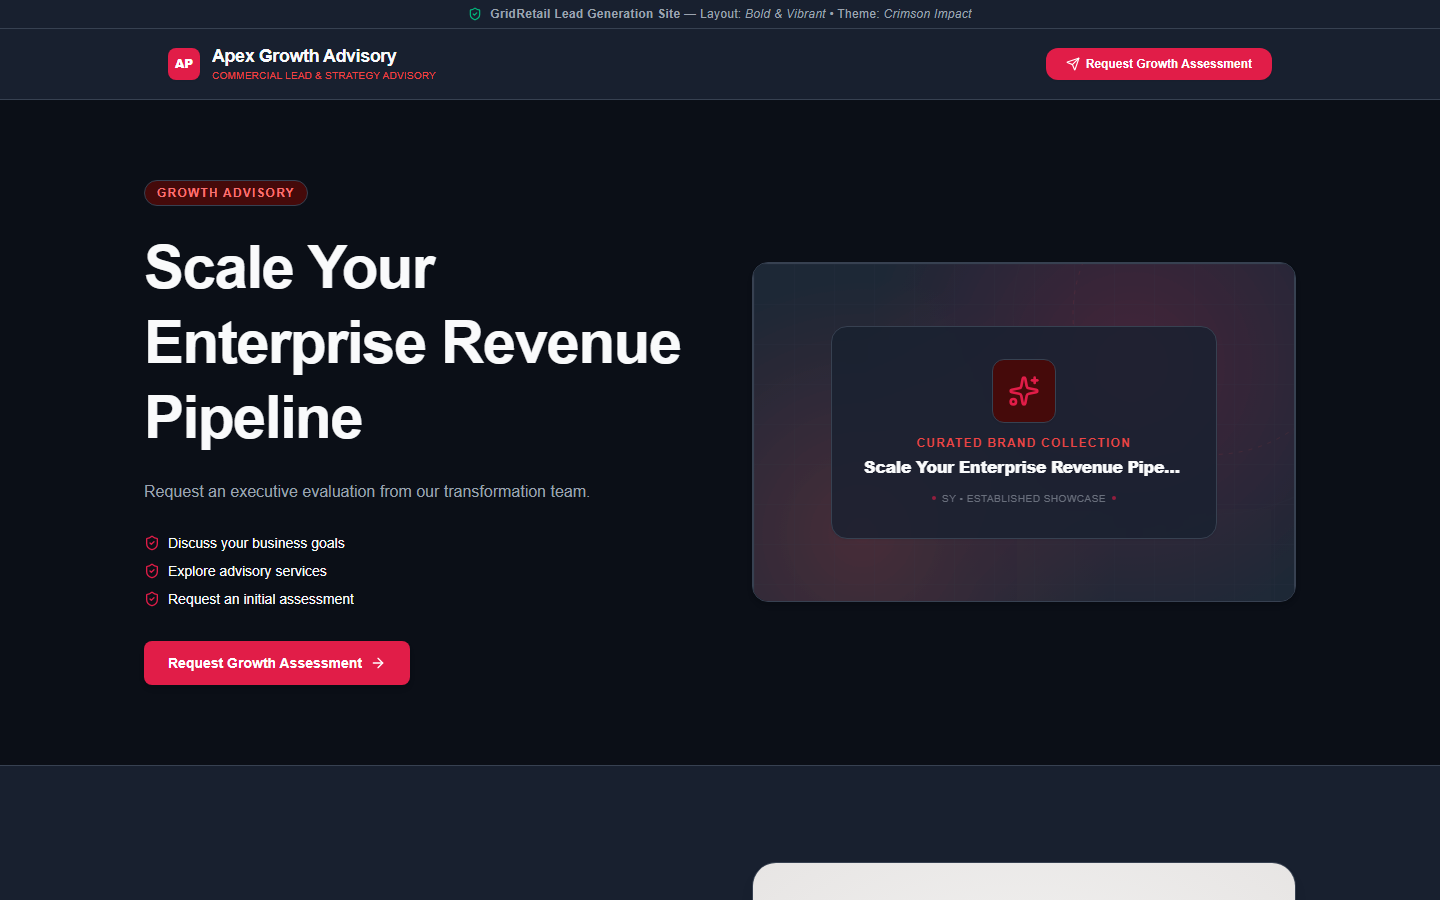 GridRetail Lead Generation Site — Layout: Bold & Vibrant • Theme: Crimson Impact
AP
Apex Growth Advisory
COMMERCIAL LEAD & STRATEGY ADVISORY
Request Growth Assessment
GROWTH ADVISORY
Scale Your
Enterprise Revenue
Pipeline
Request an executive evaluation from our transformation team.
Discuss your business goals
Explore advisory services
Request an initial assessment
Request Growth Assessment
CURATED BRAND COLLECTION
Scale Your Enterprise Revenue Pipe...
SY • ESTABLISHED SHOWCASE